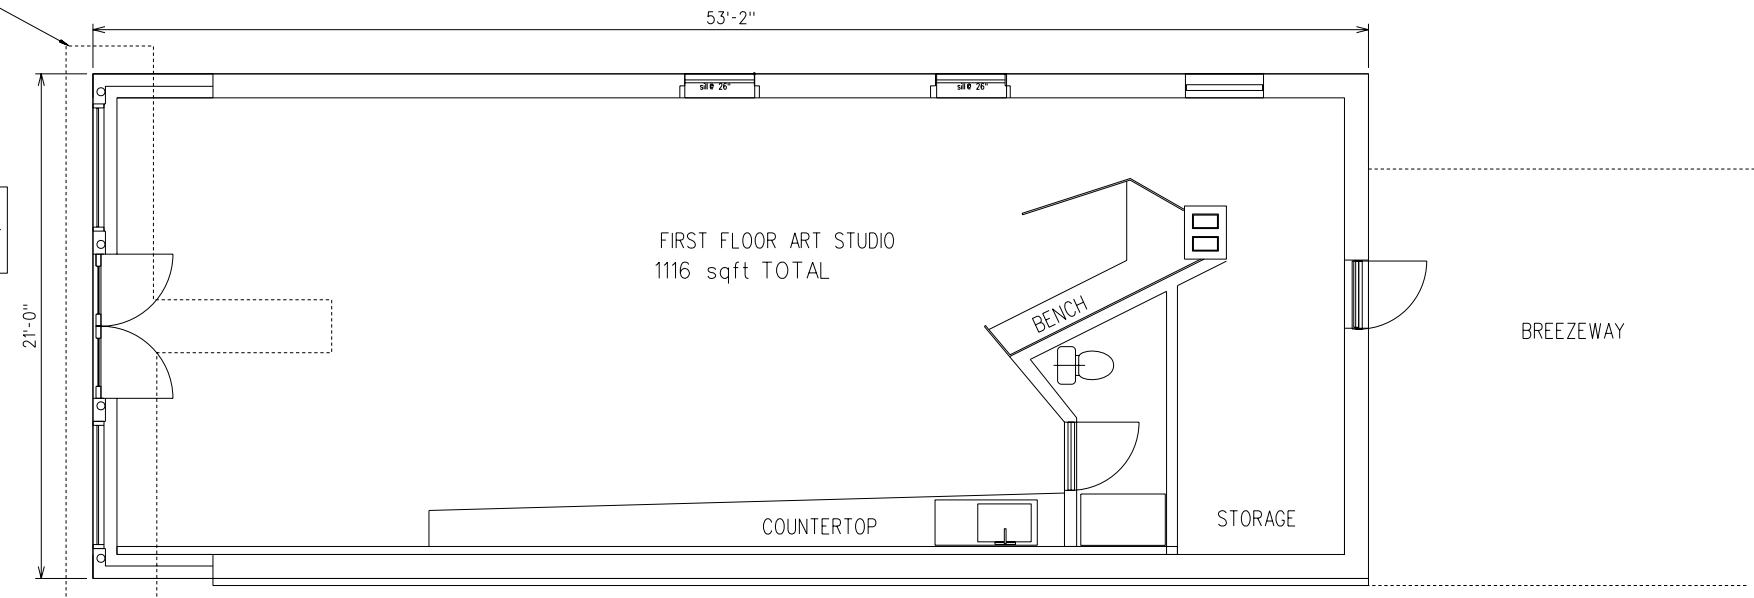 53'-2"
sill@ 26"
sill@ 26"
FIRST FLOOR ART STUDIO
1116 sqft TOTAL
21'-0"
BENCH
BREEZEWAY
STORAGE
COUNTERTOP